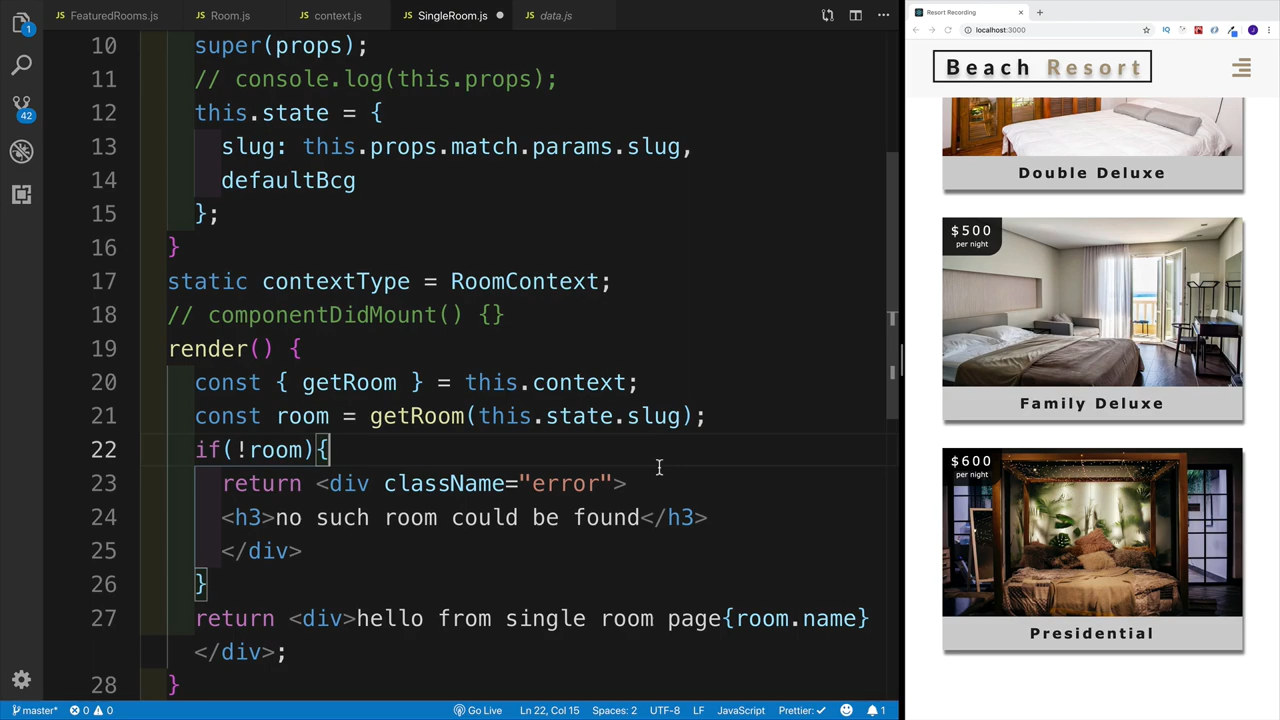 FeaturedRooms.js
Room.js
context.js
SingleRoom.js
data.js
10 super(props);
11 // console.log(this.props);
12 this.state = {
13 slug: this.props.match.params.slug,
14 defaultBcg
15 };
16 }
17 static contextType = RoomContext;
18 // componentDidMount() {}
19 render() {
20 const { getRoom } = this.context;
21 const room = getRoom(this.state.slug);
22 if(!room){
23 return <div className="error">
24 <h3>no such room could be found</h3>
25 </div>
26 }
27 return <div>hello from single room page{room.name}
</div>;
28 }
1
42
master*
0
0
Go Live
Ln 22, Col 15
Spaces: 2
UTF-8
LF
JavaScript
Prettier: ✓
1
Resort Recording
localhost:3000
IQ
J
Beach Resort
Double Deluxe
$500
per night
Family Deluxe
$600
per night
Presidential